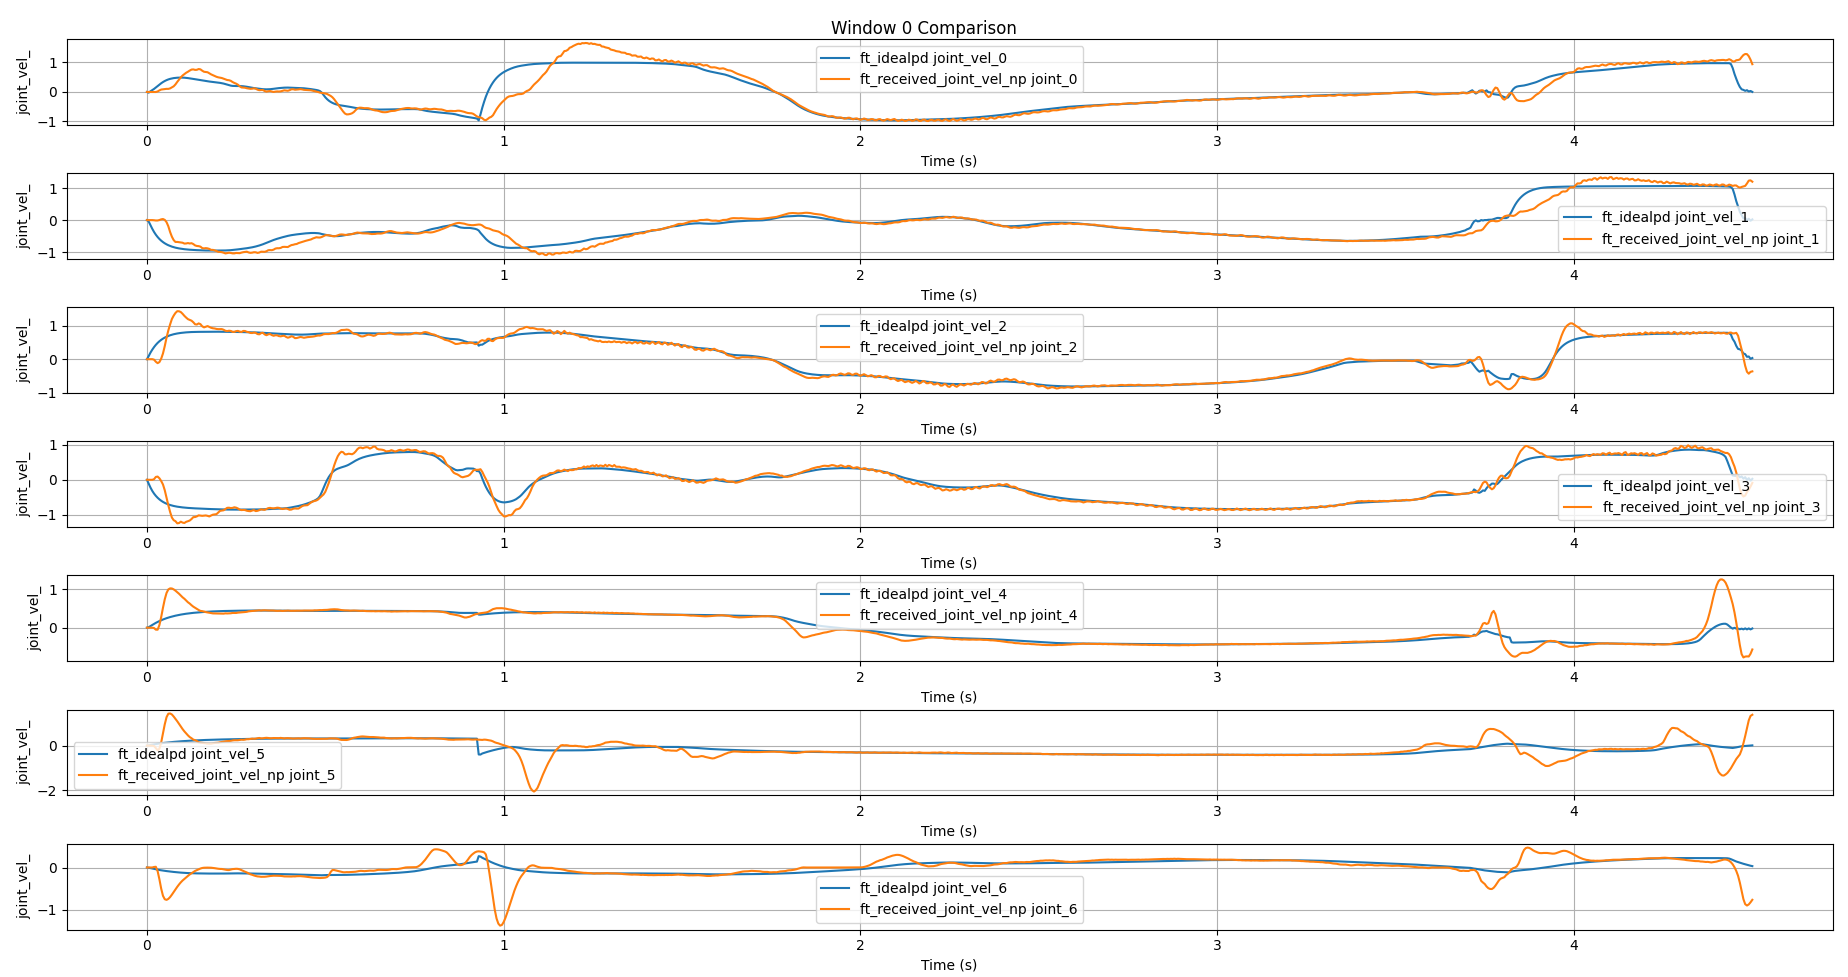 Window 0 Comparison
joint_vel_
1
0
−1
ft_idealpd joint_vel_0
ft_received_joint_vel_np joint_0
0 1 2 3 4
Time (s)
joint_vel_
1
0
−1
ft_idealpd joint_vel_1
ft_received_joint_vel_np joint_1
0 1 2 3 4
Time (s)
joint_vel_
1
0
−1
ft_idealpd joint_vel_2
ft_received_joint_vel_np joint_2
0 1 2 3 4
Time (s)
joint_vel_
1
0
−1
ft_idealpd joint_vel_3
ft_received_joint_vel_np joint_3
0 1 2 3 4
Time (s)
joint_vel_
1
0
ft_idealpd joint_vel_4
ft_received_joint_vel_np joint_4
0 1 2 3 4
Time (s)
joint_vel_
0
−2
ft_idealpd joint_vel_5
ft_received_joint_vel_np joint_5
0 1 2 3 4
Time (s)
joint_vel_
0
−1
ft_idealpd joint_vel_6
ft_received_joint_vel_np joint_6
0 1 2 3 4
Time (s)